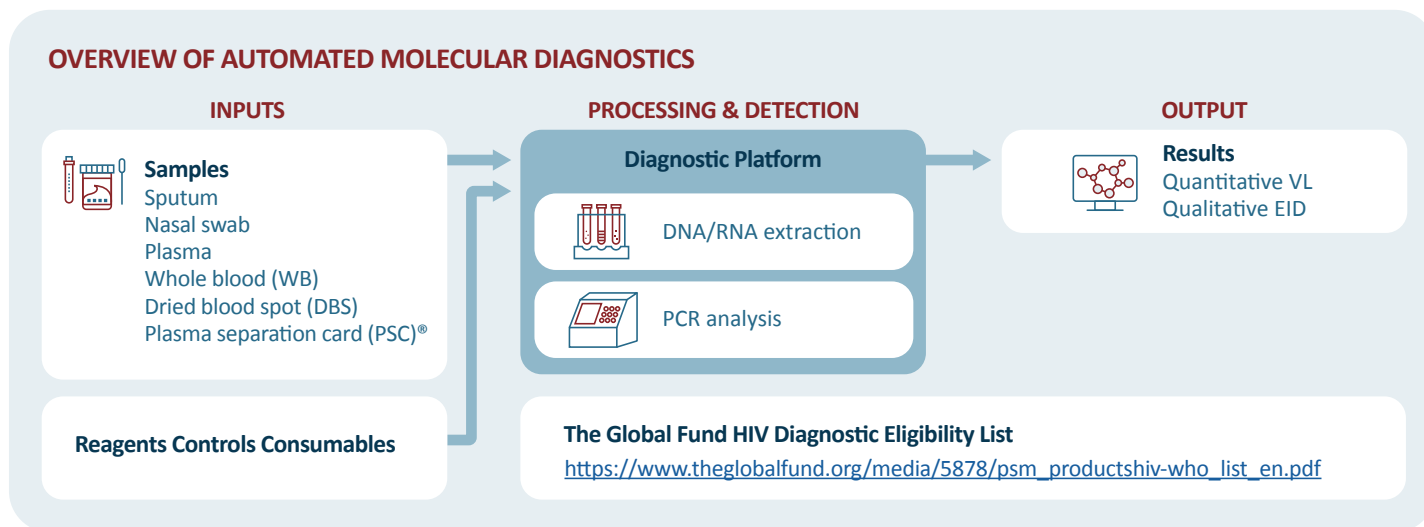 OVERVIEW OF AUTOMATED MOLECULAR DIAGNOSTICS
INPUTS
Samples
Sputum
Nasal swab
Plasma
Whole blood (WB)
Dried blood spot (DBS)
Plasma separation card (PSC)®
Reagents Controls Consumables
PROCESSING & DETECTION
Diagnostic Platform
DNA/RNA extraction
PCR analysis
OUTPUT
Results
Quantitative VL
Qualitative EID
The Global Fund HIV Diagnostic Eligibility List
https://www.theglobalfund.org/media/5878/psm_productshiv-who_list_en.pdf